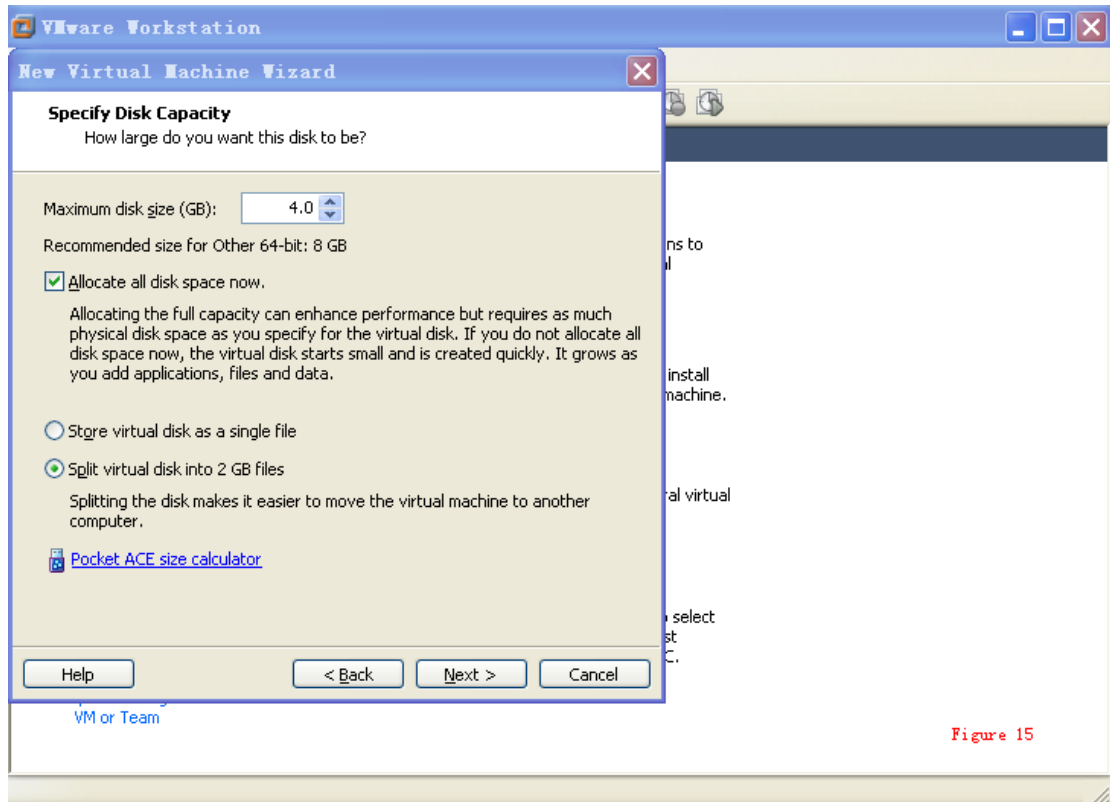 VMware Workstation
New Virtual Machine Wizard
Specify Disk Capacity
How large do you want this disk to be?
Maximum disk size (GB): 4.0
Recommended size for Other 64-bit: 8 GB
Allocate all disk space now.
Allocating the full capacity can enhance performance but requires as much
physical disk space as you specify for the virtual disk. If you do not allocate all
disk space now, the virtual disk starts small and is created quickly. It grows as
you add applications, files and data.
Store virtual disk as a single file
Split virtual disk into 2 GB files
Splitting the disk makes it easier to move the virtual machine to another
computer.
Pocket ACE size calculator
Help < Back Next > Cancel
ns to
install
machine.
al virtual
select
st
C.
VM or Team
Figure 15